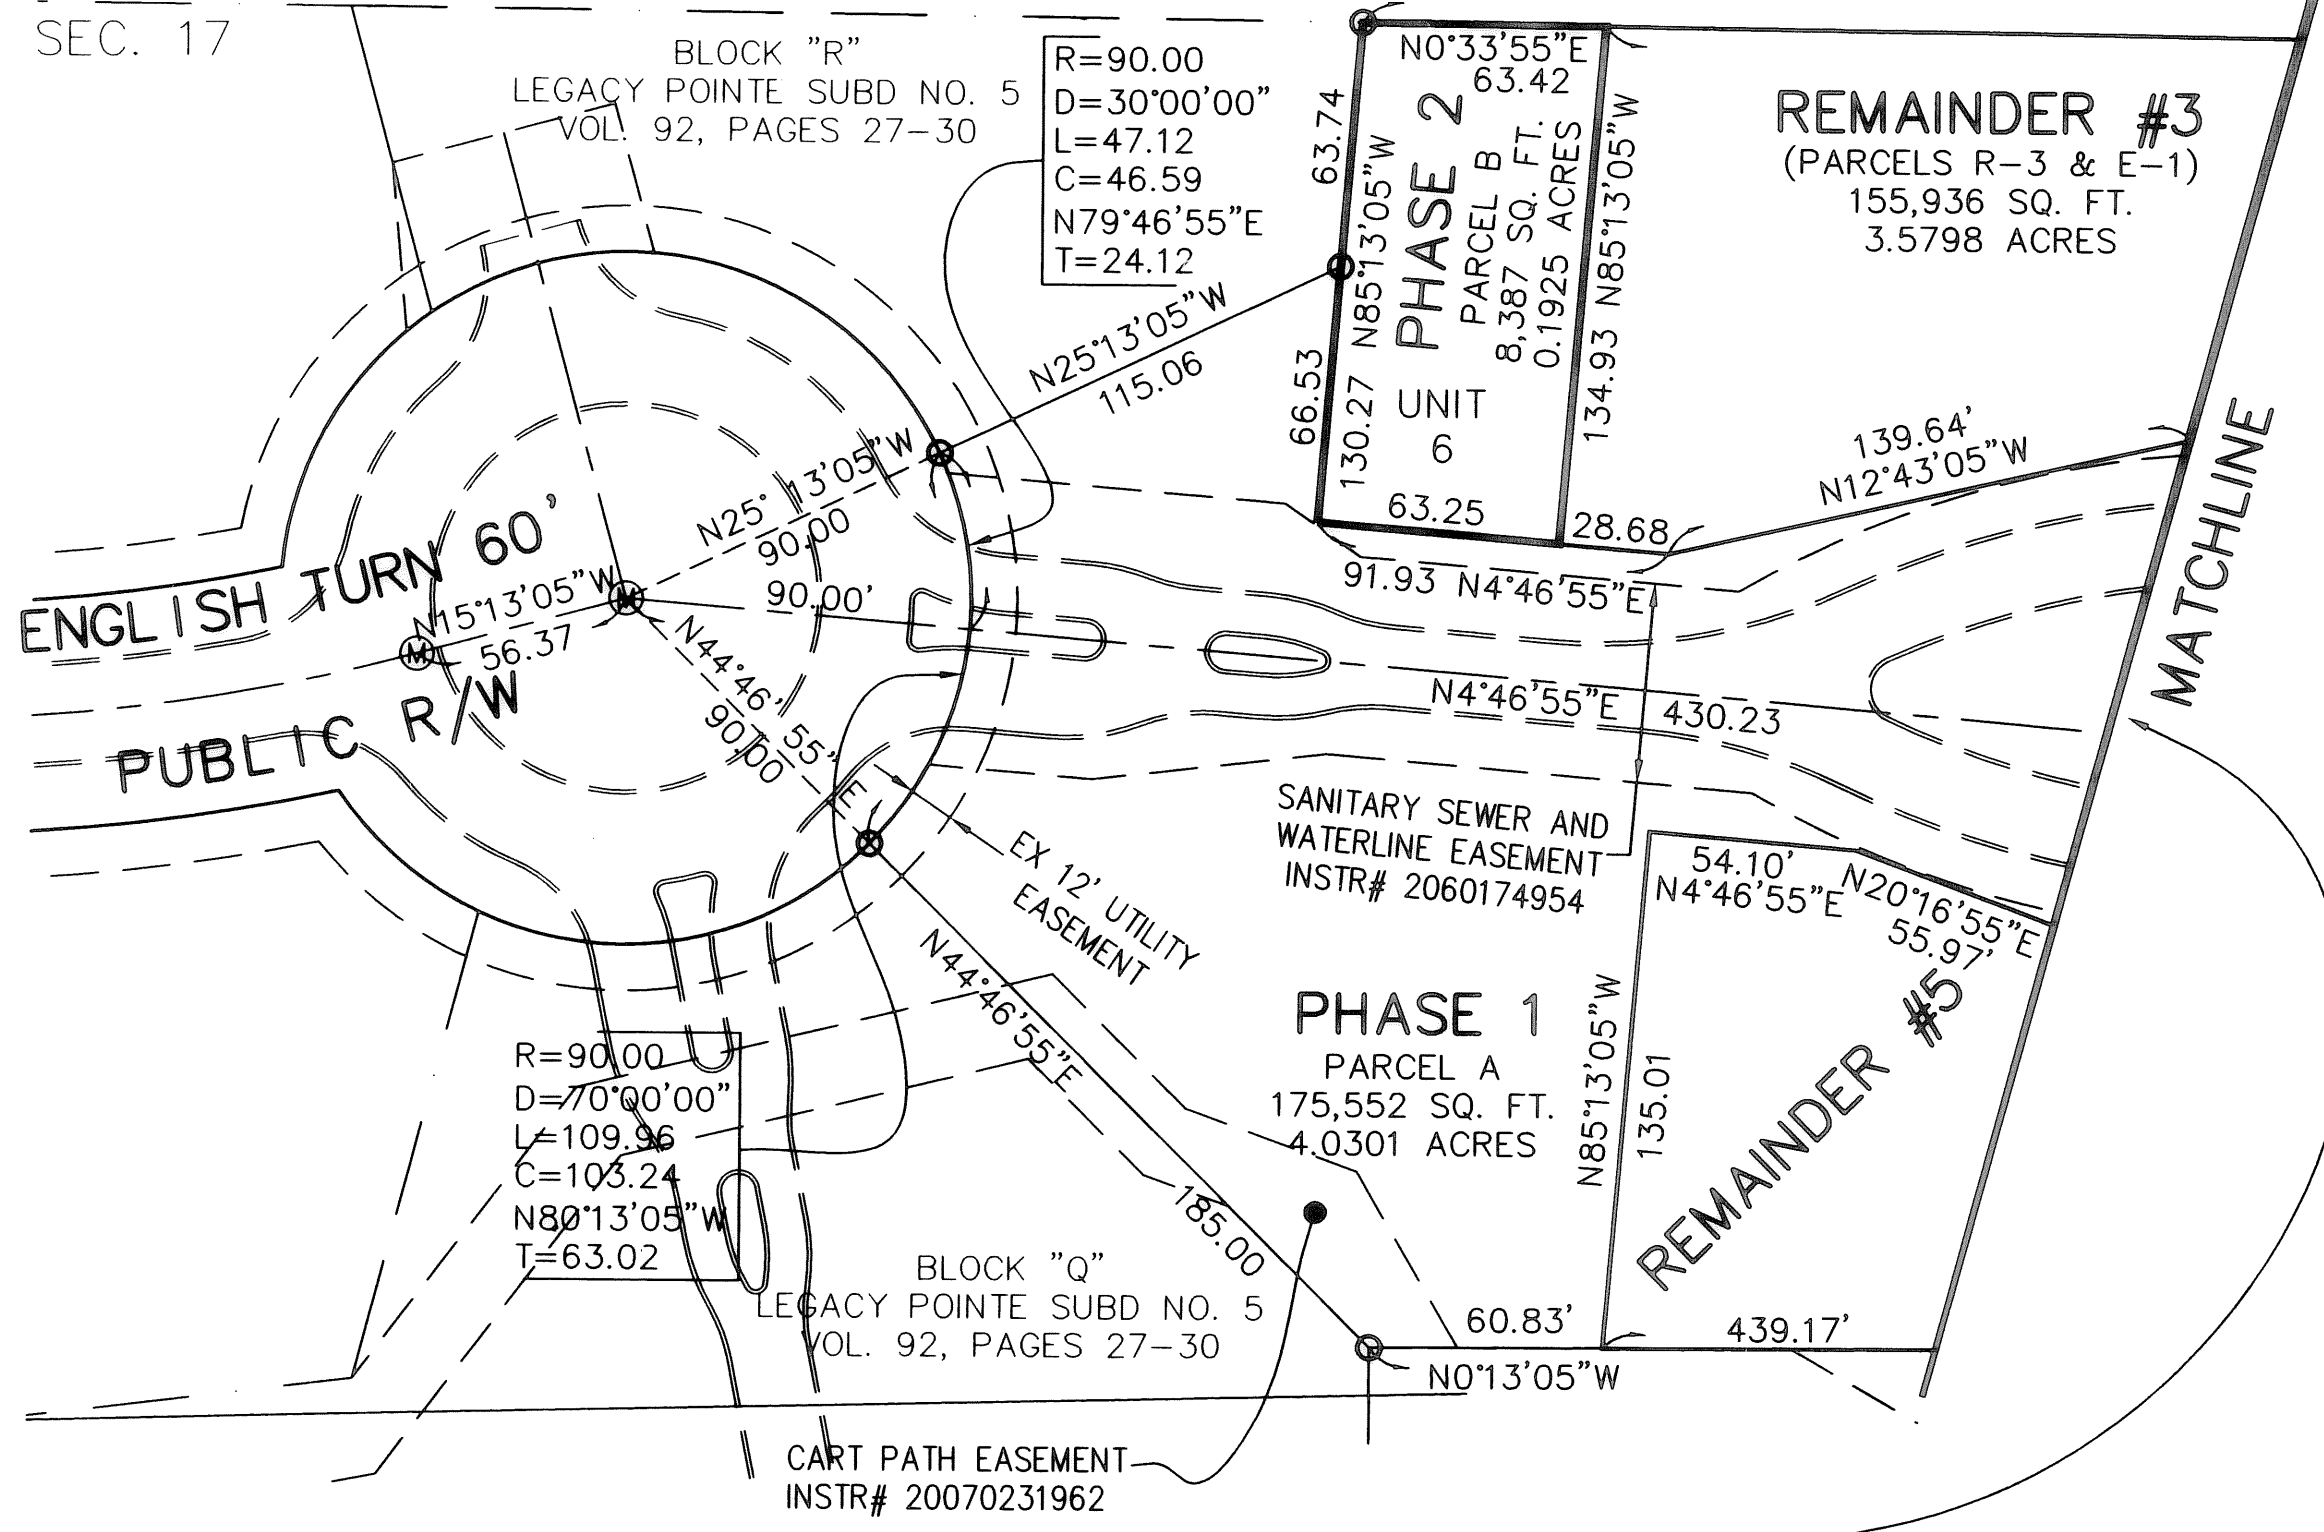 SEC. 17
BLOCK "R"
LEGACY POINTE SUBD NO. 5
VOL. 92, PAGES 27-30
R=90.00
D=30°00'00"
L=47.12
C=46.59
N79°46'55"E
T=24.12
N0°33'55"E
63.42
63.74
N85°13'05"W
66.53
130.27
PHASE 2
PARCEL B
8,387 SQ. FT.
0.1925 ACRES
UNIT
6
134.93 N85°13'05"W
REMAINDER #3
(PARCELS R-3 & E-1)
155,936 SQ. FT.
3.5798 ACRES
N25°13'05"W
115.06
N25°13'05"W
90.00
90.00'
63.25
28.68
91.93 N4°46'55"E
139.64'
N12°43'05"W
MATCHLINE
ENGLISH TURN 60'
PUBLIC R/W
N15°13'05"W
56.37
N44°46'55"E
90.00
N4°46'55"E
430.23
SANITARY SEWER AND
WATERLINE EASEMENT
INSTR# 2060174954
54.10'
N4°46'55"E
N20°16'55"E
55.97'
EX 12' UTILITY
EASEMENT
N44°46'55"E
185.00
PHASE 1
PARCEL A
175,552 SQ. FT.
4.0301 ACRES
N85°13'05"W
135.01
REMAINDER #5
R=90.00
D=70°00'00"
L=109.96
C=103.24
N80°13'05"W
T=63.02
BLOCK "Q"
LEGACY POINTE SUBD NO. 5
VOL. 92, PAGES 27-30
60.83'
439.17'
N0°13'05"W
CART PATH EASEMENT
INSTR# 20070231962
M
M